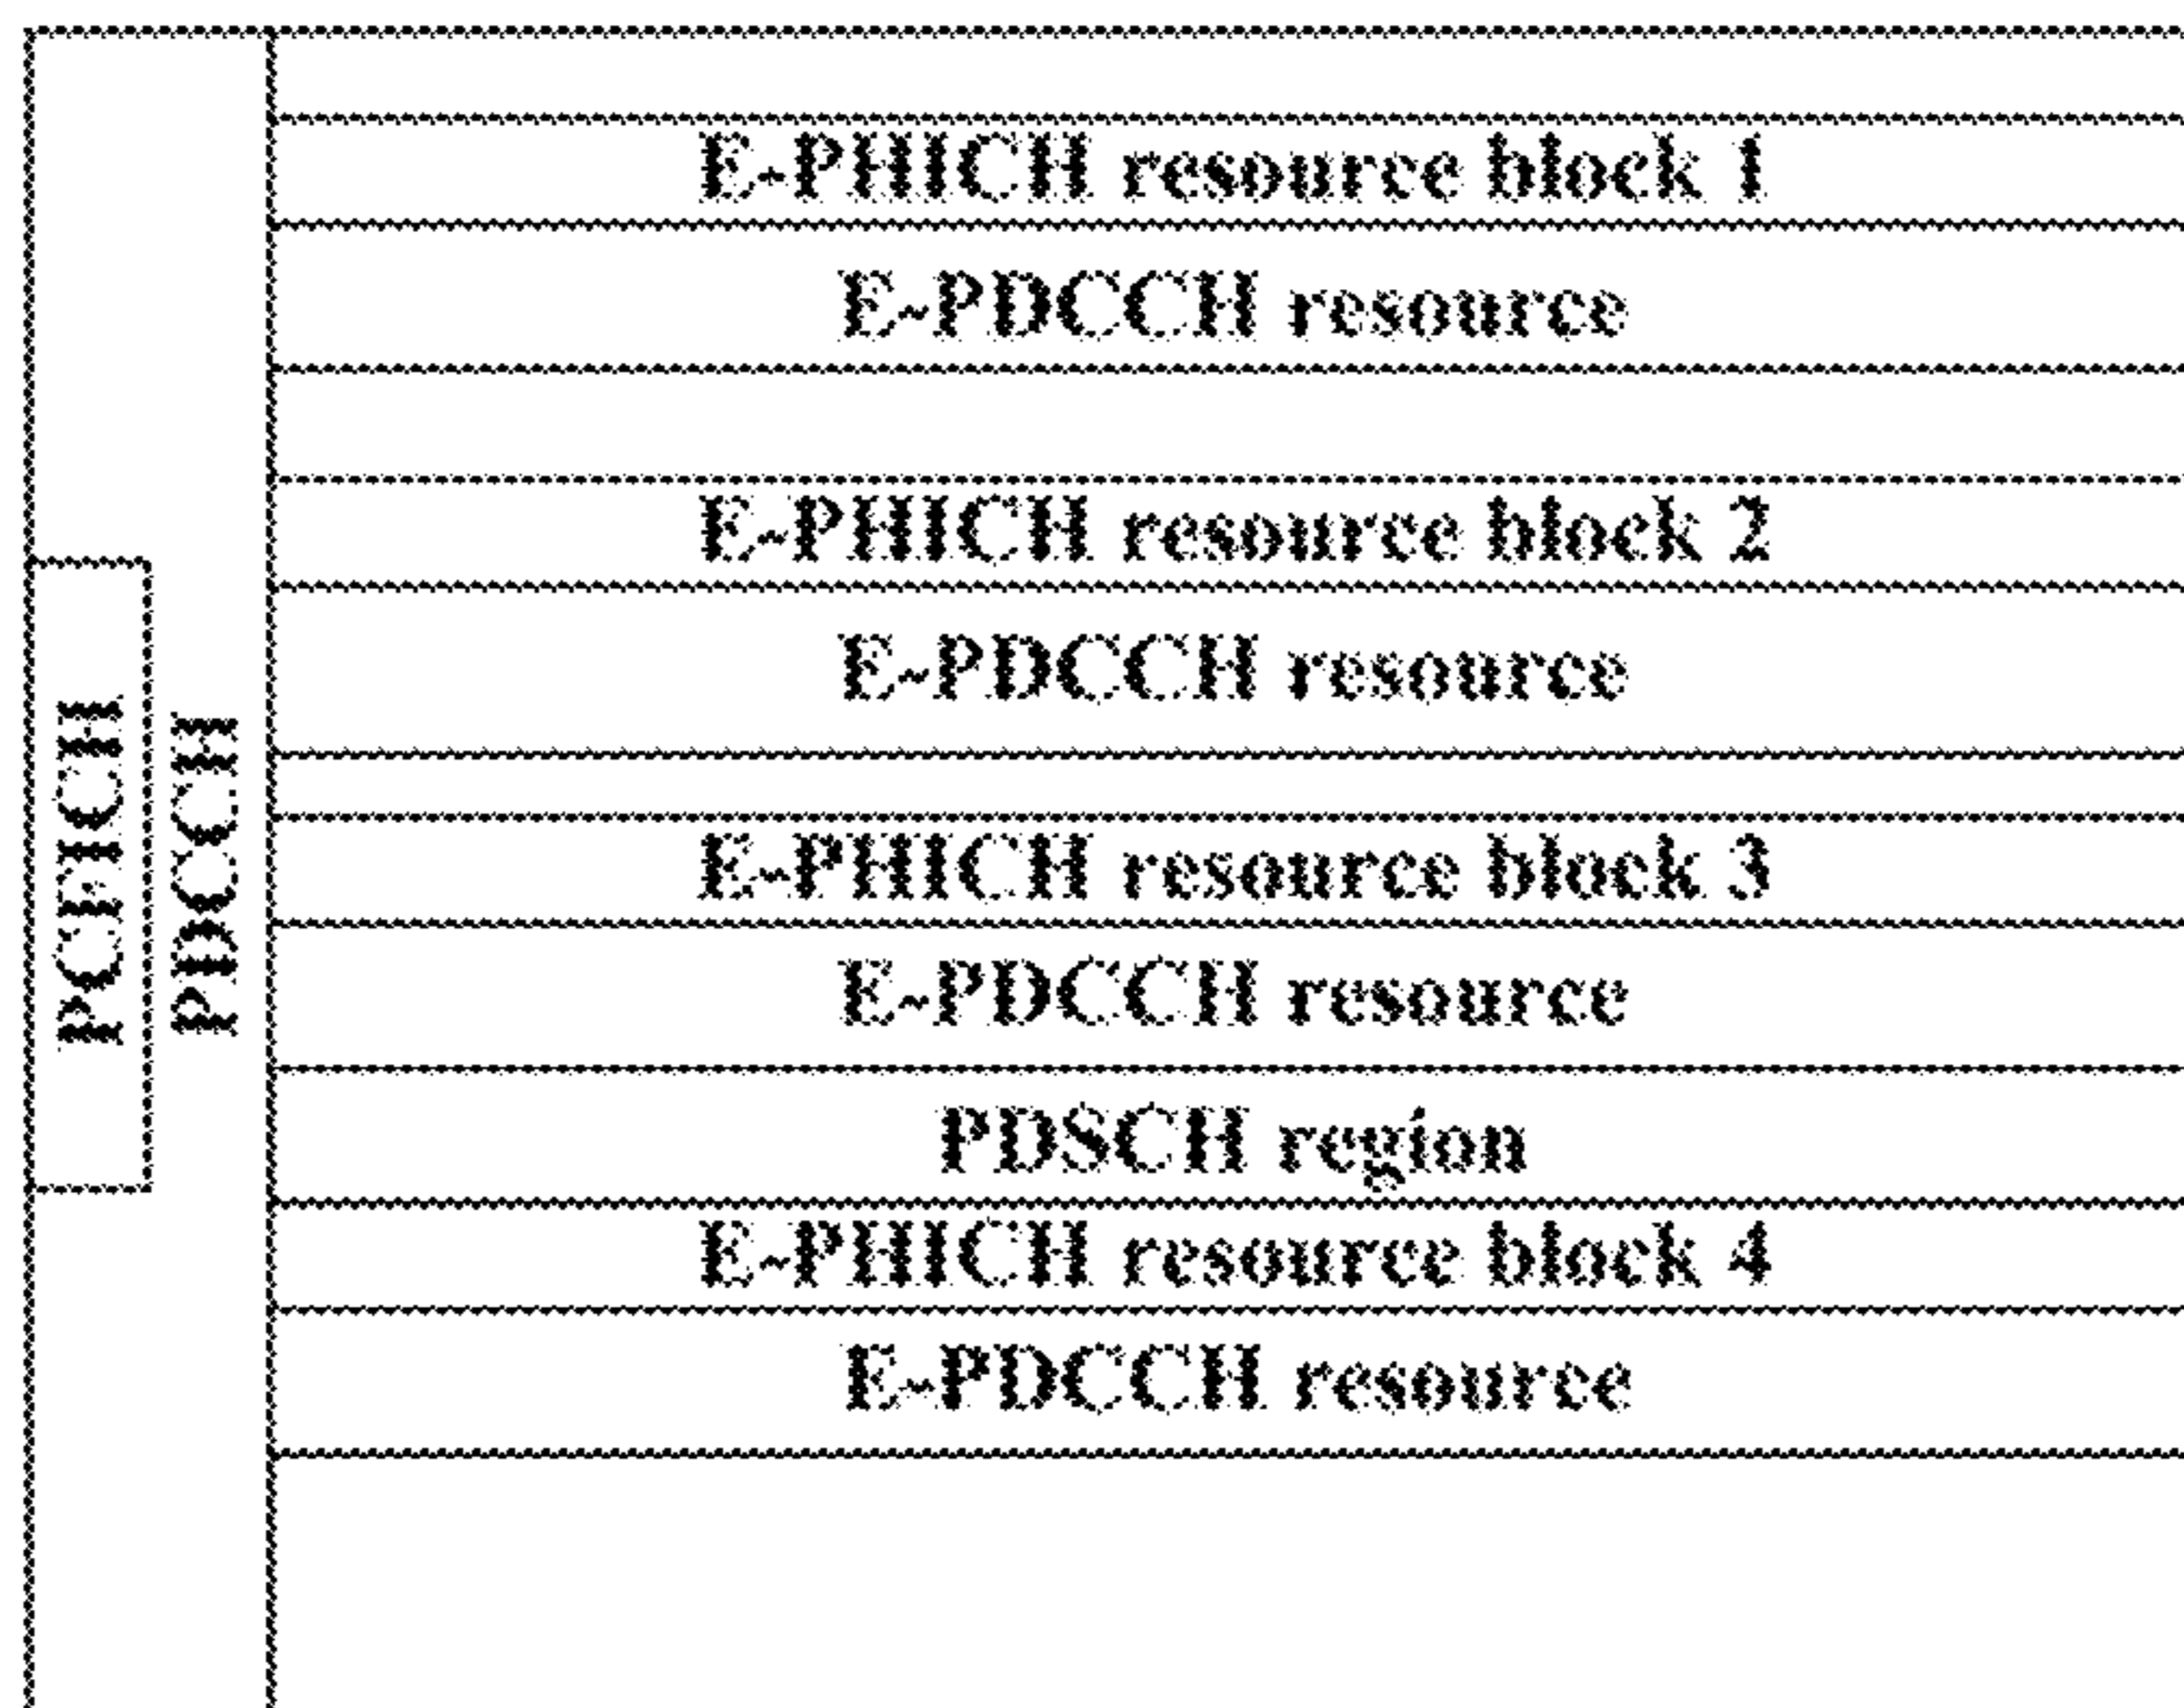 E-PHICH resource block 1
E-PDCCH resource
E-PHICH resource block 2
E-PDCCH resource
PCFICH
PDCCH
E-PHICH resource block 3
E-PDCCH resource
PDSCH region
E-PHICH resource block 4
E-PDCCH resource